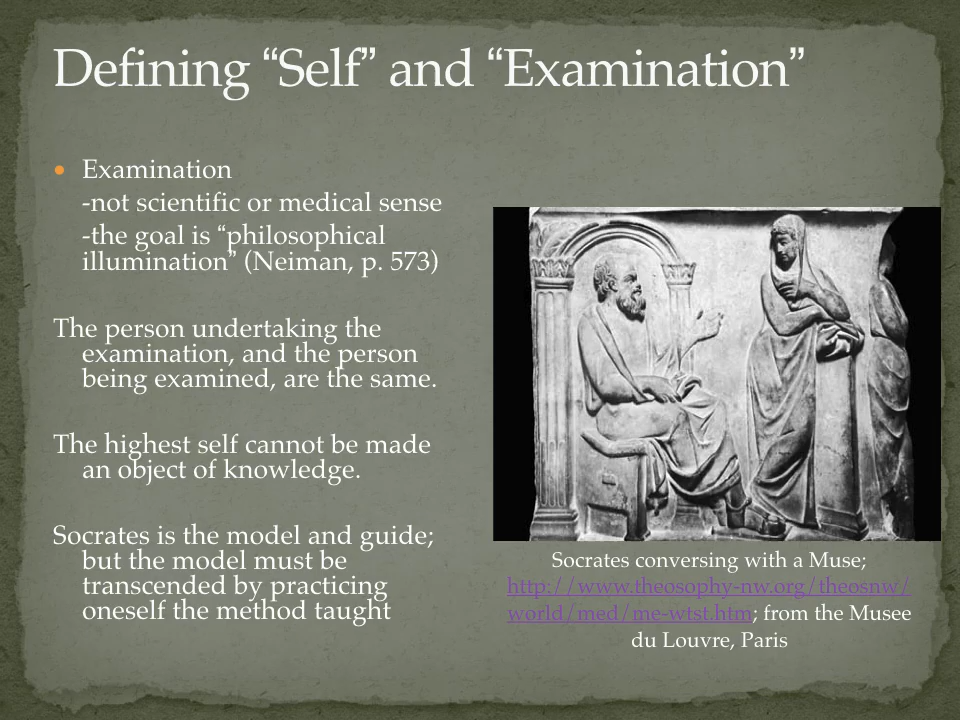 Defining “Self” and “Examination”
• Examination
-not scientific or medical sense
-the goal is “philosophical
illumination” (Neiman, p. 573)
The person undertaking the
examination, and the person
being examined, are the same.
The highest self cannot be made
an object of knowledge.
Socrates is the model and guide;
but the model must be
transcended by practicing
oneself the method taught
Socrates conversing with a Muse;
http://www.theosophy-nw.org/theosnw/
world/med/me-wtst.htm; from the Musee
du Louvre, Paris